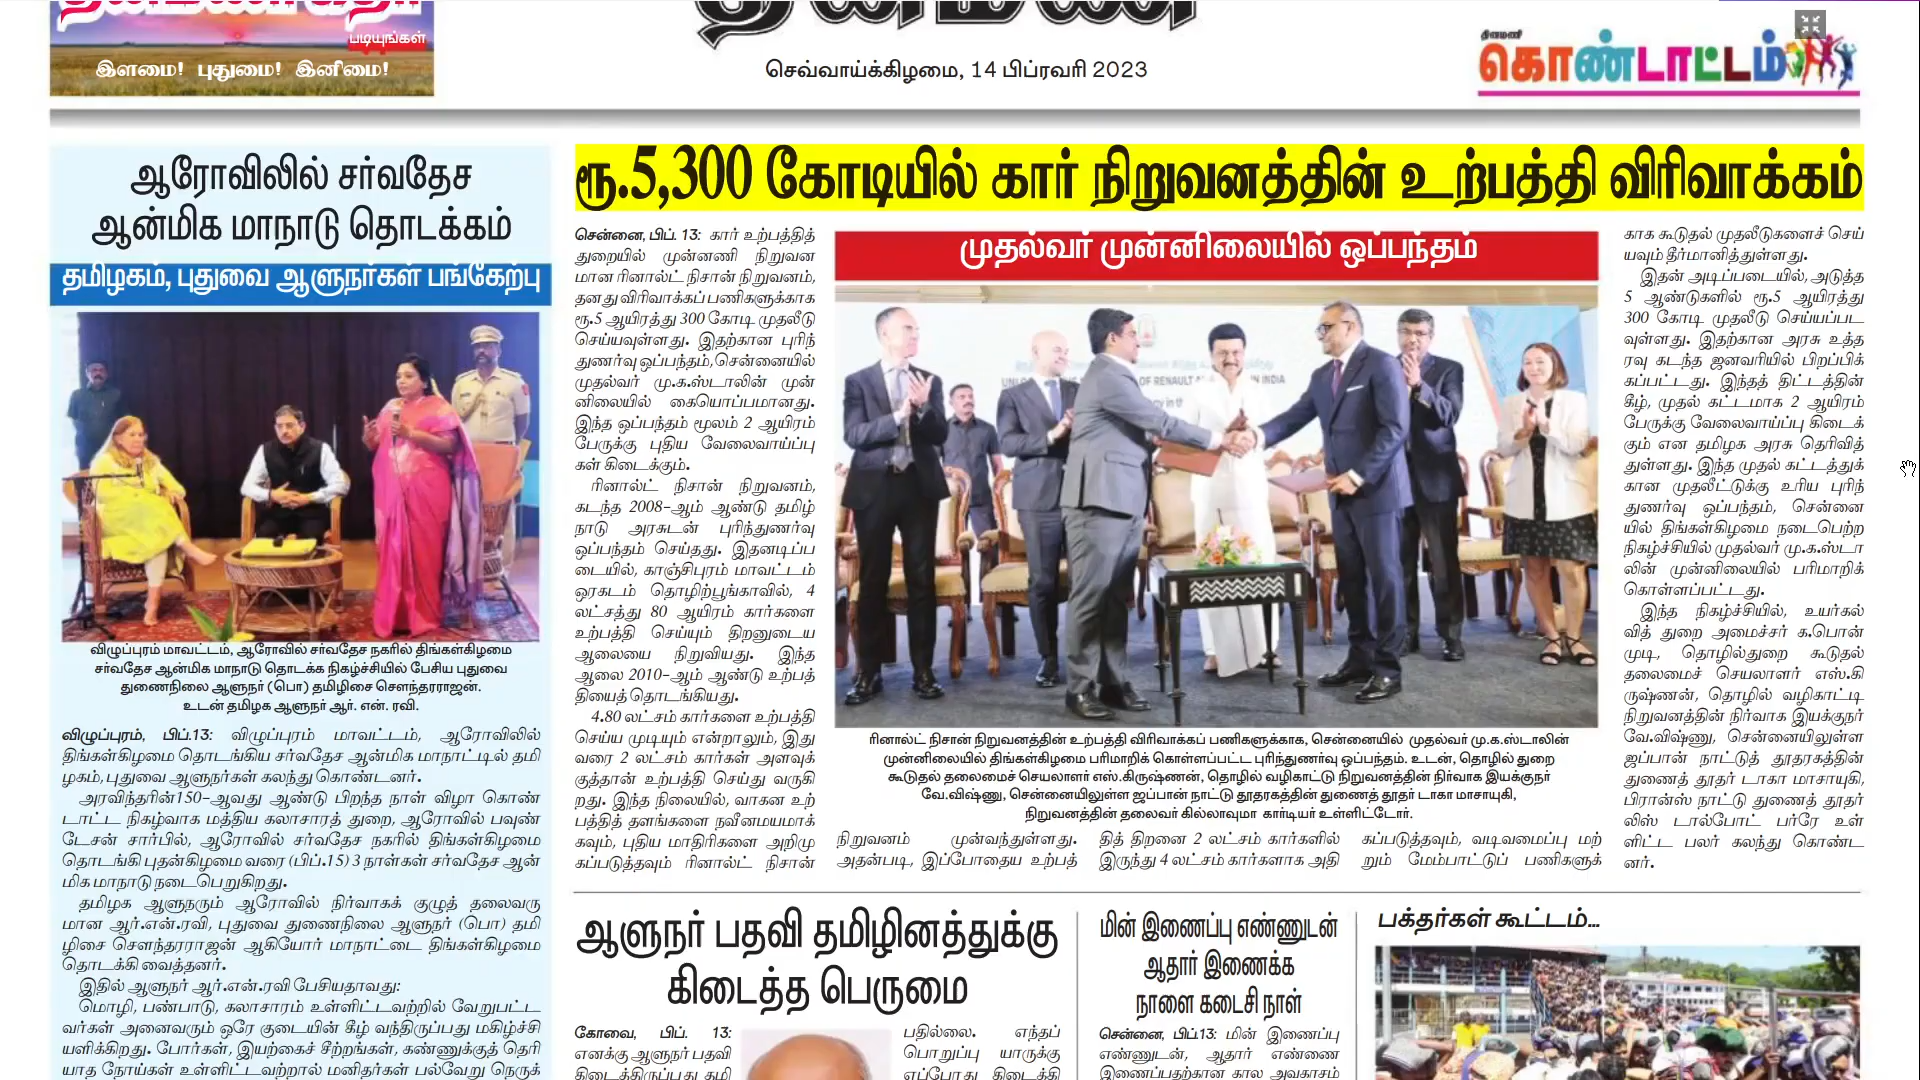 படியுங்கள்
இளமை! புதுமை! இனிமை!
தினமணி
செவ்வாய்க்கிழமை, 14 பிப்ரவரி 2023
தினமணி
கொண்டாட்டம்
ஆரோவிலில் சர்வதேச
ஆன்மிக மாநாடு தொடக்கம்
தமிழகம், புதுவை ஆளுநர்கள் பங்கேற்பு
விழுப்புரம் மாவட்டம், ஆரோவில் சர்வதேச நகரில் திங்கள்கிழமை
சர்வதேச ஆன்மிக மாநாடு தொடக்க நிகழ்ச்சியில் பேசிய புதுவை
துணைநிலை ஆளுநர் (பொ) தமிழிசை சௌந்தரராஜன்.
உடன் தமிழக ஆளுநர் ஆர். என். ரவி.
விழுப்புரம், பிப்.13: விழுப்புரம் மாவட்டம், ஆரோவிலில்
திங்கள்கிழமை தொடங்கிய சர்வதேச ஆன்மிக மாநாட்டில் தமி
ழகம், புதுவை ஆளுநர்கள் கலந்து கொண்டனர்.
அரவிந்தரின்150-ஆவது ஆண்டு பிறந்த நாள் விழா கொண்
டாட்ட நிகழ்வாக மத்திய கலாசாரத் துறை, ஆரோவில் பவுண்
டேசன் சார்பில், ஆரோவில் சர்வதேச நகரில் திங்கள்கிழமை
தொடங்கி புதன்கிழமை வரை (பிப்.15) 3 நாள்கள் சர்வதேச ஆன்
மிக மாநாடு நடைபெறுகிறது.
தமிழக ஆளுநரும் ஆரோவில் நிர்வாகக் குழுத் தலைவரு
மான ஆர்.என்.ரவி, புதுவை துணைநிலை ஆளுநர் (பொ) தமி
ழிசை சௌந்தரராஜன் ஆகியோர் மாநாட்டை திங்கள்கிழமை
தொடக்கி வைத்தனர்.
இதில் ஆளுநர் ஆர்.என்.ரவி பேசியதாவது:
மொழி, பண்பாடு, கலாசாரம் உள்ளிட்டவற்றில் வேறுபட்ட
வர்கள் அனைவரும் ஒரே குடையின் கீழ் வந்திருப்பது மகிழ்ச்சி
யளிக்கிறது. போர்கள், இயற்கைச் சீற்றங்கள், கண்ணுக்குத் தெரி
யாத நோய்கள் உள்ளிட்டவற்றால் மனிதர்கள் பல்வேறு நெருக்
ரூ.5,300 கோடியில் கார் நிறுவனத்தின் உற்பத்தி விரிவாக்கம்
சென்னை, பிப். 13: கார் உற்பத்தித்
துறையில் முன்னணி நிறுவன
மான ரினால்ட் நிசான் நிறுவனம்,
தனது விரிவாக்கப் பணிகளுக்காக
ரூ.5 ஆயிரத்து 300 கோடி முதலீடு
செய்யவுள்ளது. இதற்கான புரிந்
துணர்வு ஒப்பந்தம்,சென்னையில்
முதல்வர் மு.க.ஸ்டாலின் முன்
னிலையில் கையொப்பமானது.
இந்த ஒப்பந்தம் மூலம் 2 ஆயிரம்
பேருக்கு புதிய வேலைவாய்ப்பு
கள் கிடைக்கும்.
ரினால்ட் நிசான் நிறுவனம்,
கடந்த 2008-ஆம் ஆண்டு தமிழ்
நாடு அரசுடன் புரிந்துணர்வு
ஒப்பந்தம் செய்தது. இதனடிப்ப
டையில், காஞ்சிபுரம் மாவட்டம்
ஒரகடம் தொழிற்பூங்காவில், 4
லட்சத்து 80 ஆயிரம் கார்களை
உற்பத்தி செய்யும் திறனுடைய
ஆலையை நிறுவியது. இந்த
ஆலை 2010-ஆம் ஆண்டு உற்பத்
தியைத் தொடங்கியது.
4.80 லட்சம் கார்களை உற்பத்தி
செய்ய முடியும் என்றாலும், இது
வரை 2 லட்சம் கார்கள் அளவுக்
குத்தான் உற்பத்தி செய்து வருகி
றது. இந்த நிலையில், வாகன உற்
பத்தித் தளங்களை நவீனமயமாக்
கவும், புதிய மாதிரிகளை அறிமு
கப்படுத்தவும் ரினால்ட் நிசான்
முதல்வர் முன்னிலையில் ஒப்பந்தம்
OF RENAULT
IN INDIA
ரினால்ட் நிசான் நிறுவனத்தின் உற்பத்தி விரிவாக்கப் பணிகளுக்காக, சென்னையில் முதல்வர் மு.க.ஸ்டாலின்
முன்னிலையில் திங்கள்கிழமை பரிமாறிக் கொள்ளப்பட்ட புரிந்துணர்வு ஒப்பந்தம். உடன், தொழில் துறை
கூடுதல் தலைமைச் செயலாளர் எஸ்.கிருஷ்ணன், தொழில் வழிகாட்டு நிறுவனத்தின் நிர்வாக இயக்குநர்
வே.விஷ்ணு, சென்னையிலுள்ள ஜப்பான் நாட்டு தூதரகத்தின் துணைத் தூதர் டாகா மாசாயுகி,
நிறுவனத்தின் தலைவர் கில்லாவுமா கார்டியர் உள்ளிட்டோர்.
நிறுவனம் முன்வந்துள்ளது.
அதன்படி, இப்போதைய உற்பத்
தித் திறனை 2 லட்சம் கார்களில்
இருந்து 4 லட்சம் கார்களாக அதி
கப்படுத்தவும், வடிவமைப்பு மற்
றும் மேம்பாட்டுப் பணிகளுக்
காக கூடுதல் முதலீடுகளைச் செய்
யவும் தீர்மானித்துள்ளது.
இதன் அடிப்படையில், அடுத்த
5 ஆண்டுகளில் ரூ.5 ஆயிரத்து
300 கோடி முதலீடு செய்யப்பட
வுள்ளது. இதற்கான அரசு உத்த
ரவு கடந்த ஜனவரியில் பிறப்பிக்
கப்பட்டது. இந்தத் திட்டத்தின்
கீழ், முதல் கட்டமாக 2 ஆயிரம்
பேருக்கு வேலைவாய்ப்பு கிடைக்
கும் என தமிழக அரசு தெரிவித்
துள்ளது. இந்த முதல் கட்டத்துக்
கான முதலீட்டுக்கு உரிய புரிந்
துணர்வு ஒப்பந்தம், சென்னை
யில் திங்கள்கிழமை நடைபெற்ற
நிகழ்ச்சியில் முதல்வர் மு.க.ஸ்டா
லின் முன்னிலையில் பரிமாறிக்
கொள்ளப்பட்டது.
இந்த நிகழ்ச்சியில், உயர்கல்
வித் துறை அமைச்சர் க.பொன்
முடி, தொழில்துறை கூடுதல்
தலைமைச் செயலாளர் எஸ்.கி
ருஷ்ணன், தொழில் வழிகாட்டி
நிறுவனத்தின் நிர்வாக இயக்குநர்
வே.விஷ்ணு, சென்னையிலுள்ள
ஜப்பான் நாட்டுத் தூதரகத்தின்
துணைத் தூதர் டாகா மாசாயுகி,
பிரான்ஸ் நாட்டு துணைத் தூதர்
லிஸ் டால்போட் பர்ரே உள்
ளிட்ட பலர் கலந்து கொண்ட
னர்.
ஆளுநர் பதவி தமிழினத்துக்கு
கிடைத்த பெருமை
கோவை, பிப். 13:
எனக்கு ஆளுநர் பதவி
கிடைத்திருப்பது தமி
பதில்லை. எந்தப்
பொறுப்பு யாருக்கு
எப்போது கிடைக்கி
மின் இணைப்பு எண்ணுடன்
ஆதார் இணைக்க
நாளை கடைசி நாள்
சென்னை, பிப்.13: மின் இணைப்பு
எண்ணுடன், ஆதார் எண்ணை
இணைப்பதற்கான கால அவகாசம்
பக்தர்கள் கூட்டம்...